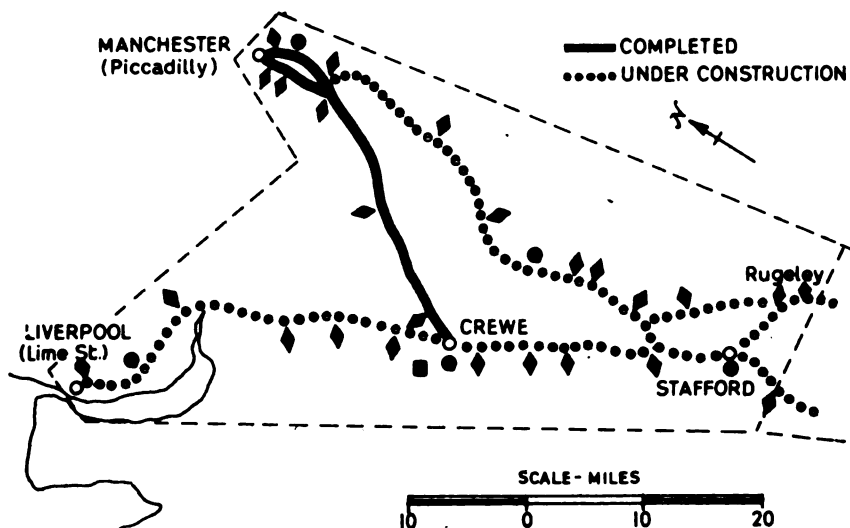 MANCHESTER
(Piccadilly)
COMPLETED
UNDER CONSTRUCTION
N
Rugeley
LIVERPOOL
(Lime St.)
CREWE
STAFFORD
SCALE - MILES
10 0 10 20